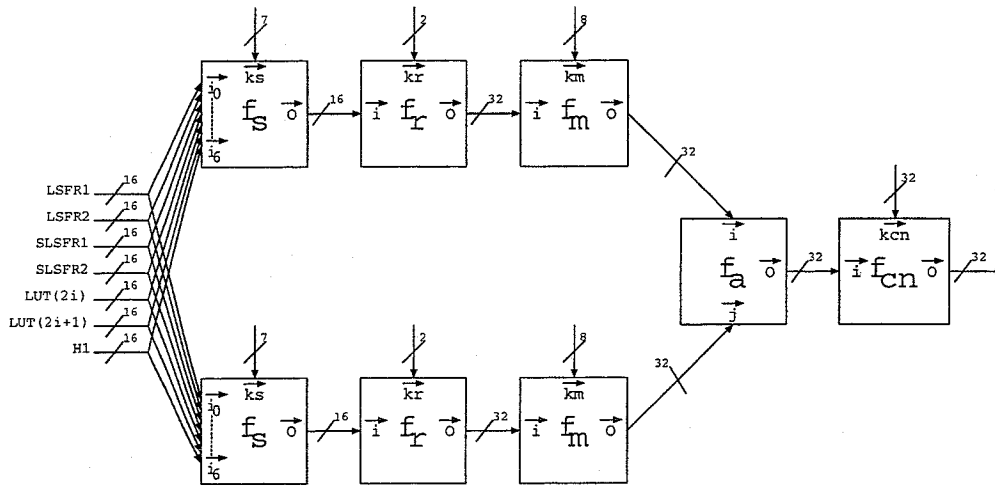 7 2 8
ks kr km
i0 fs o 16 i fr o 32 i fm o
i6
32
LSFR1 16
LSFR2 16
SLSFR1 16
SLSFR2 16
LUT(2i) 16
LUT(2i+1) 16
H1 16
32
i kcn
fa o 32 i fcn o 32
j
7 2 8 32
ks kr km
i0 fs o 16 i fr o 32 i fm o
i6